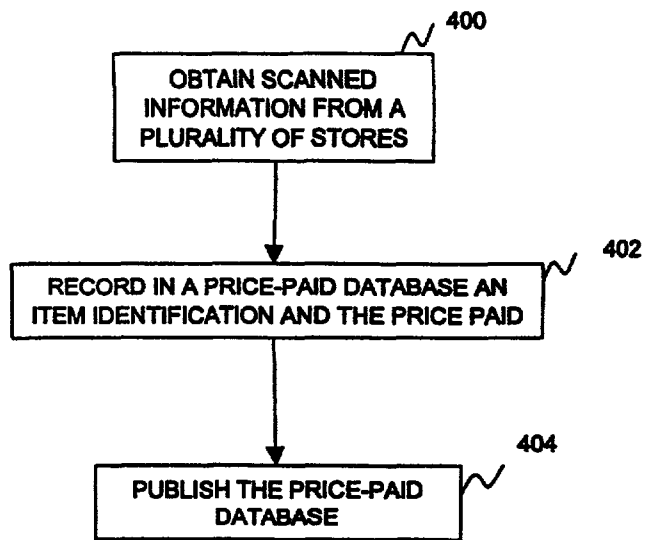 400
OBTAIN SCANNED
INFORMATION FROM A
PLURALITY OF STORES
402
RECORD IN A PRICE-PAID DATABASE AN
ITEM IDENTIFICATION AND THE PRICE PAID
404
PUBLISH THE PRICE-PAID
DATABASE